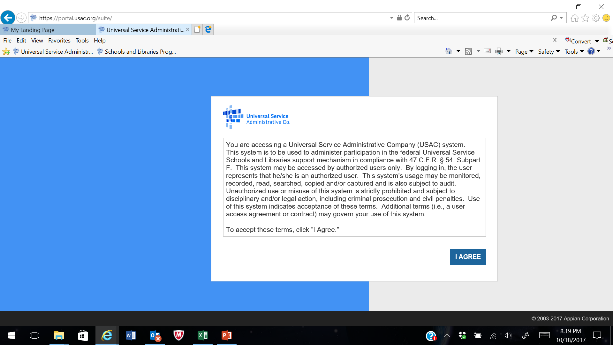 https://portal.usac.org/suite/
Search...
My Landing Page
Universal Service Administrat...
File Edit View Favorites Tools Help
Convert
Universal Service Administ...
Schools and Libraries Prog...
Page Safety Tools
Universal Service
Administrative Co.
You are accessing a Universal Service Administrative Company (USAC) system.
This system is to be used to administer participation in the federal Universal Service
Schools and Libraries support mechanism in compliance with 47 C.F.R. § 54, Subpart
F. This system may be accessed by authorized users only. By logging in, the user
represents that he/she is an authorized user. This system's usage may be monitored,
recorded, read, searched, copied and/or captured and is also subject to audit.
Unauthorized use or misuse of this system is strictly prohibited and subject to
disciplinary and/or legal action, including criminal prosecution and civil penalties. Use
of this system indicates acceptance of these terms. Additional terms (i.e., a user
access agreement or contract) may govern your use of this system.
To accept these terms, click "I Agree."
I AGREE
© 2003-2017 Appian Corporation
8:19 PM
10/18/2017